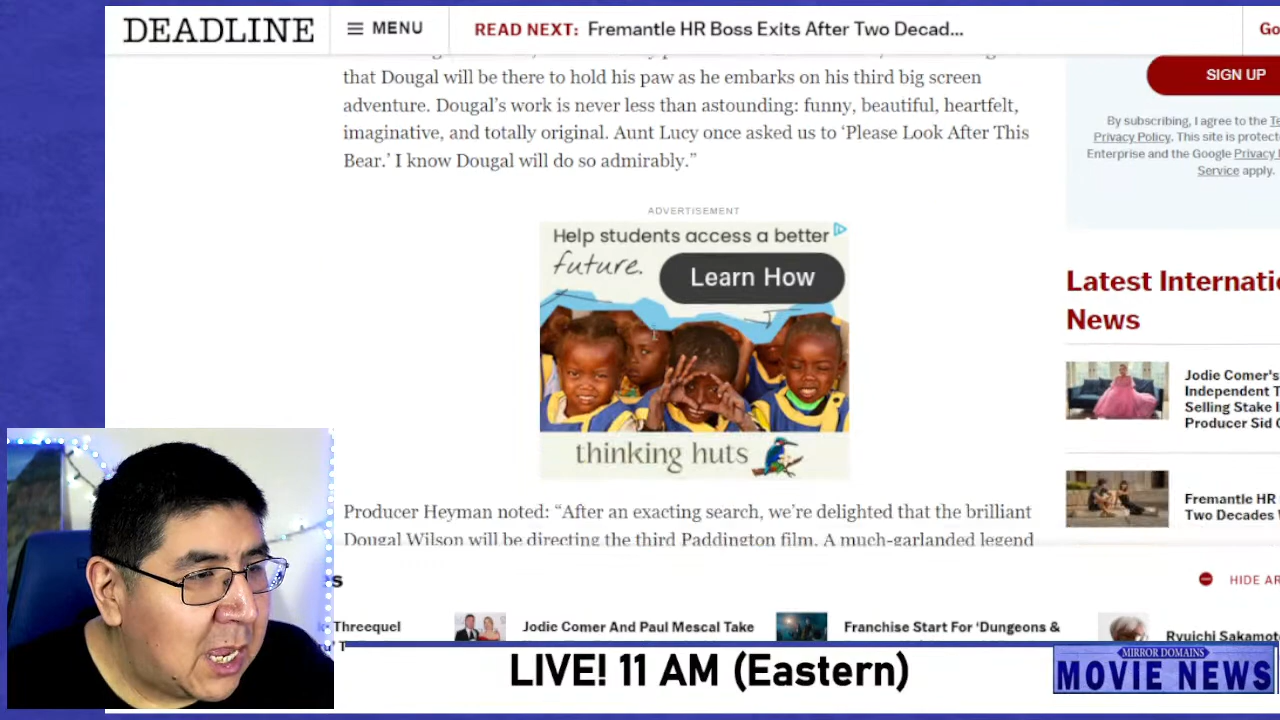 DEADLINE
MENU
READ NEXT: Fremantle HR Boss Exits After Two Decad...
that Dougal will be there to hold his paw as he embarks on his third big screen
adventure. Dougal's work is never less than astounding: funny, beautiful, heartfelt,
imaginative, and totally original. Aunt Lucy once asked us to ‘Please Look After This
Bear.’ I know Dougal will do so admirably.”
ADVERTISEMENT
Help students access a better
future.
Learn How
thinking huts
Producer Heyman noted: “After an exacting search, we’re delighted that the brilliant
Dougal Wilson will be directing the third Paddington film. A much-garlanded legend
SIGN UP
By subscribing, I agree to the
Privacy Policy. This site is protec
Enterprise and the Google Privacy
Service apply.
Latest Internati
News
Jodie Comer's
Independent T
Selling Stake I
Producer Sid
Fremantle HR
Two Decades
HIDE AR
Threequel
Jodie Comer And Paul Mescal Take
Franchise Start For ‘Dungeons &
Ryuichi Sakamot
LIVE! 11 AM (Eastern)
MIRROR DOMAINS
MOVIE NEWS